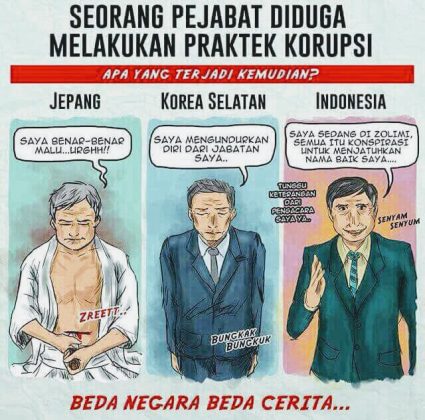 SEORANG PEJABAT DIDUGA
MELAKUKAN PRAKTEK KORUPSI
APA YANG TERJADI KEMUDIAN?
JEPANG
SAYA BENAR-BENAR
MALU...URGHH!!
ZREETT...
KOREA SELATAN
SAYA MENGUNDURKAN
DIRI DARI JABATAN
SAYA..
BUNGKAK
BUNGKUK
INDONESIA
SAYA SEDANG DI ZOLIMI,
SEMUA ITU KONSPIRASI
UNTUK MENJATUHKAN
NAMA BAIK SAYA....
TUNGGU
KETERANGAN
DARI
PENGACARA
SAYA YA..
SENYAM
SENYUM
BEDA NEGARA BEDA CERITA...